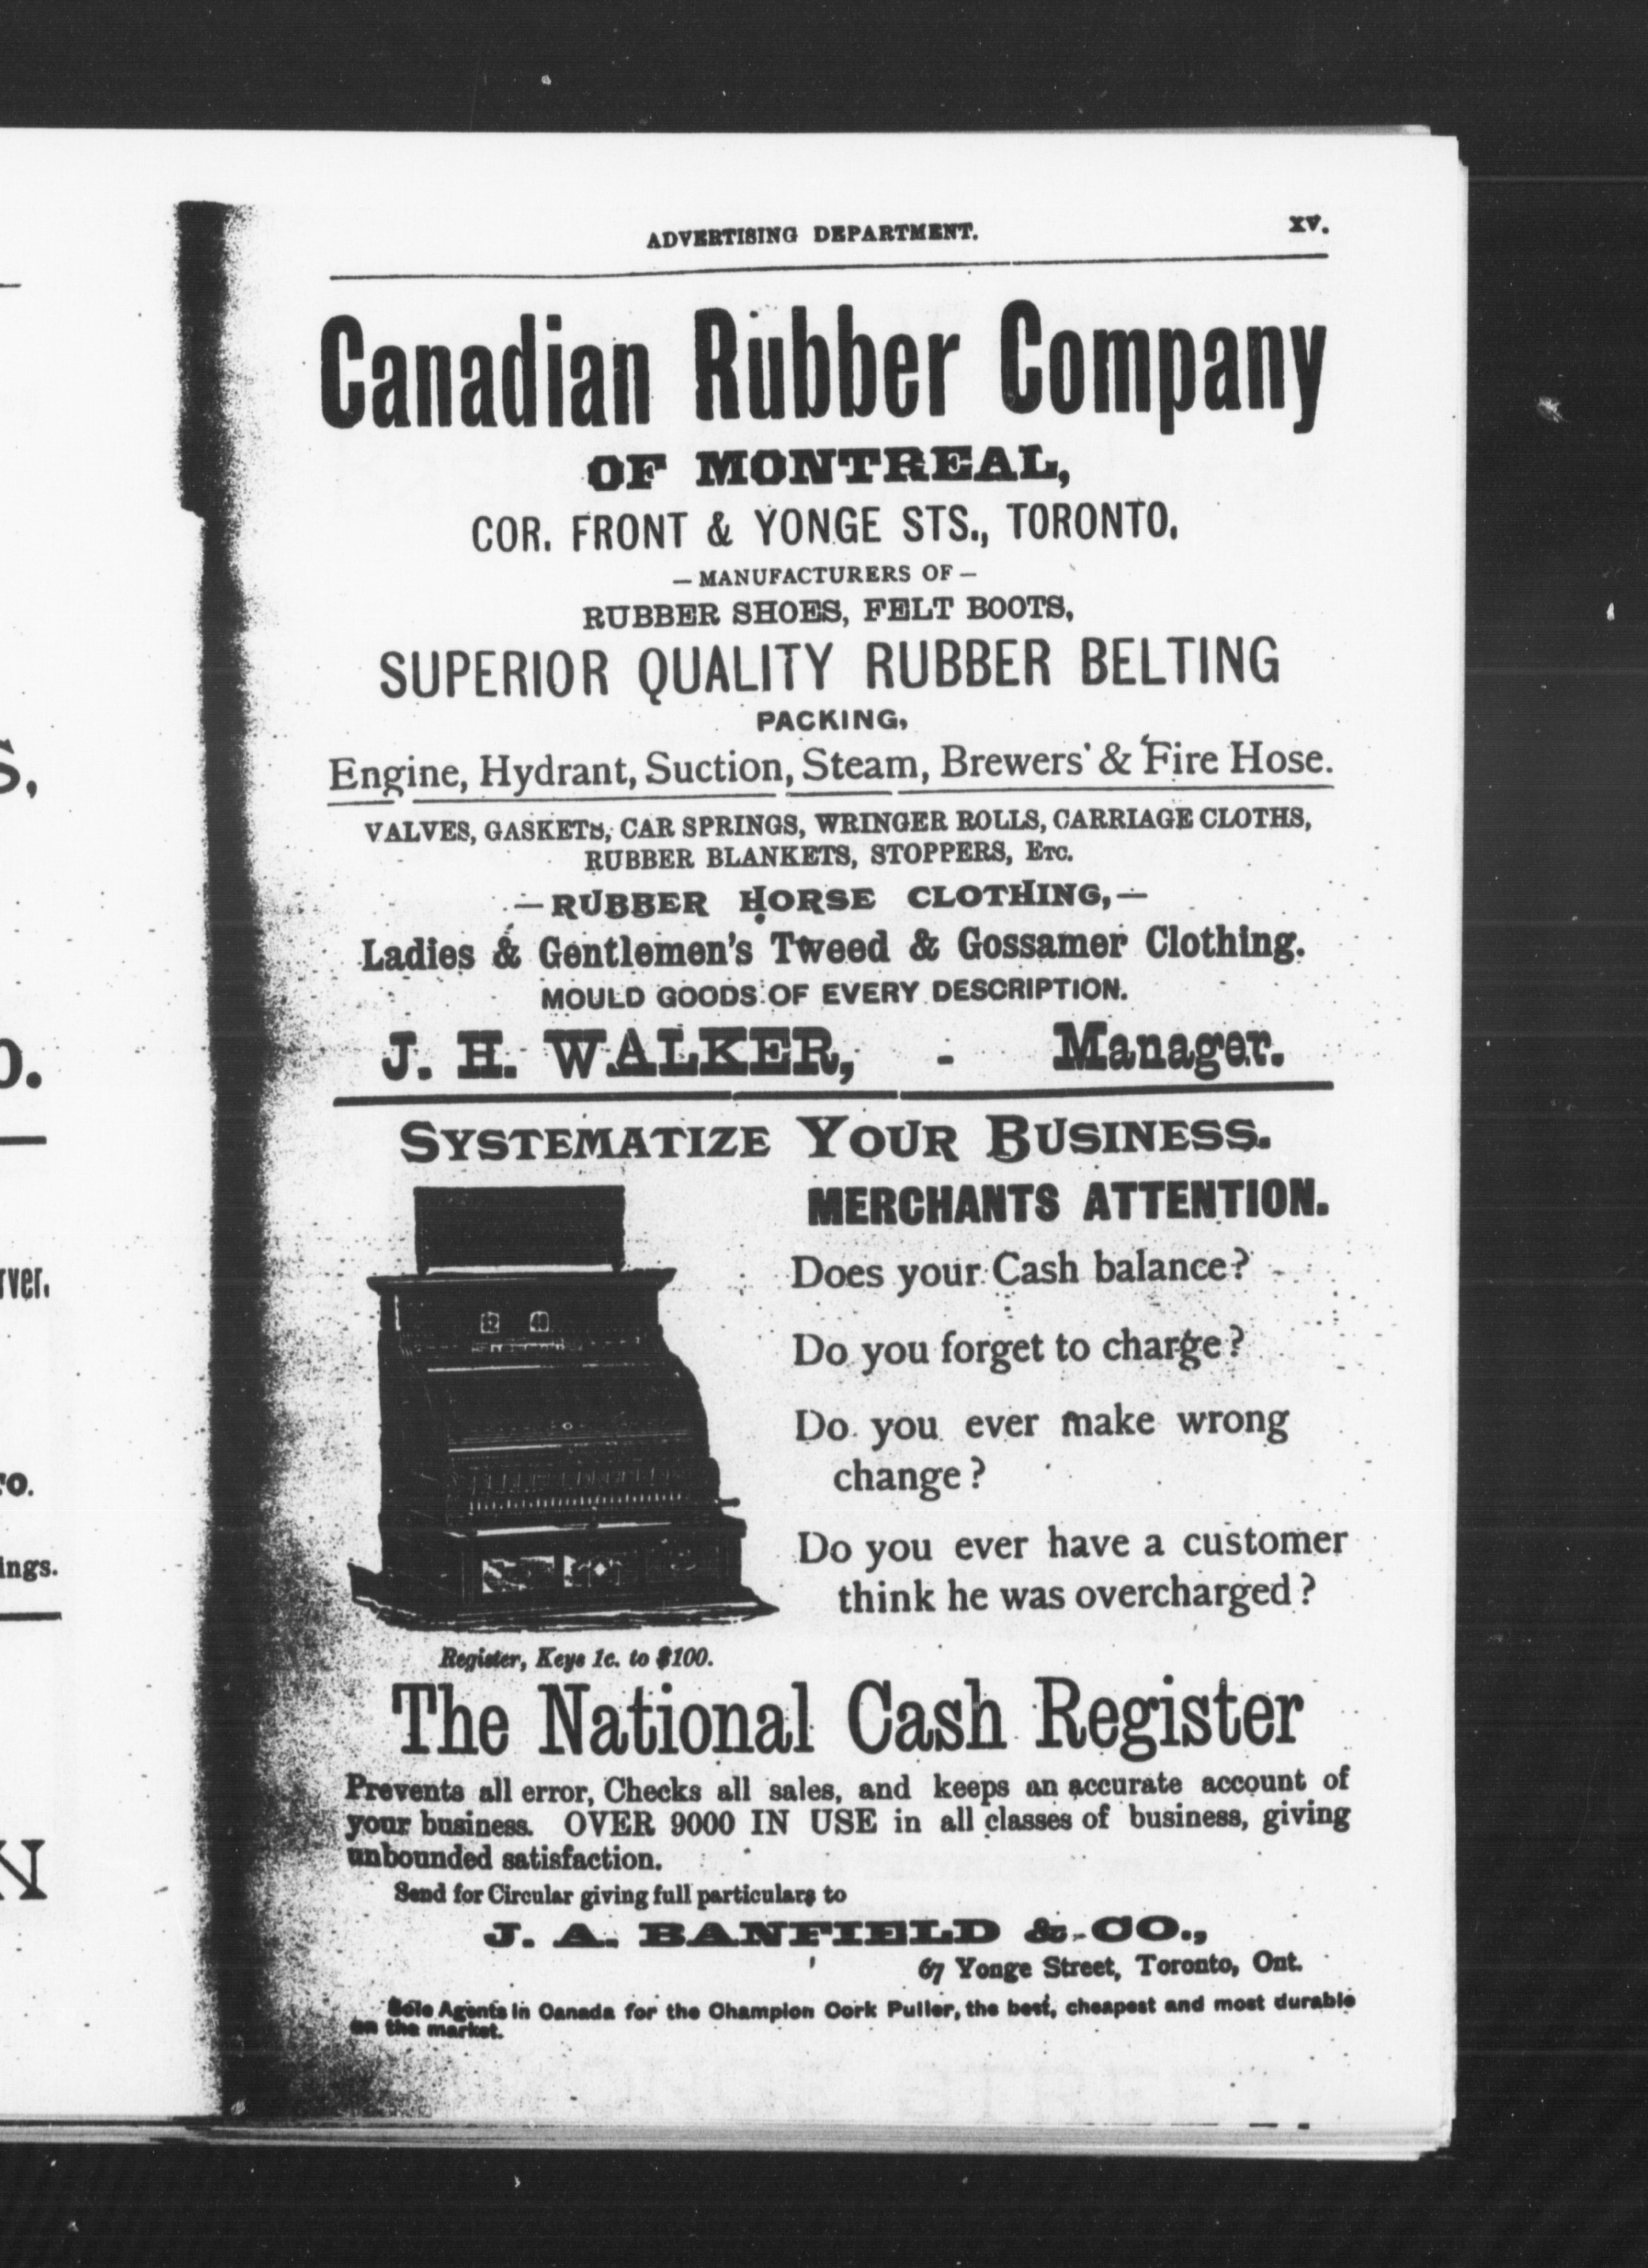 ADVERTISING DEPARTMENT. XV.
Canadian Rubber Company
OF MONTREAL,
COR. FRONT & YONGE STS., TORONTO,
— MANUFACTURERS OF —
RUBBER SHOES, FELT BOOTS,
SUPERIOR QUALITY RUBBER BELTING
PACKING,
Engine, Hydrant, Suction, Steam, Brewers' & Fire Hose.
VALVES, GASKETS, CAR SPRINGS, WRINGER ROLLS, CARRIAGE CLOTHS,
RUBBER BLANKETS, STOPPERS, ETC.
— RUBBER HORSE CLOTHING, —
Ladies & Gentlemen's Tweed & Gossamer Clothing.
MOULD GOODS OF EVERY DESCRIPTION.
J. H. WALKER, - Manager.
SYSTEMATIZE YOUR BUSINESS.
MERCHANTS ATTENTION.
Does your Cash balance?
Do you forget to charge?
Do you ever make wrong
change?
Do you ever have a customer
think he was overcharged?
Register, Keys 1c. to $100.
The National Cash Register
Prevents all error, Checks all sales, and keeps an accurate account of
your business. OVER 9000 IN USE in all classes of business, giving
unbounded satisfaction.
Send for Circular giving full particulars to
J. A. BANFIELD & CO.,
67 Yonge Street, Toronto, Ont.
Sole Agents in Canada for the Champion Cork Puller, the best, cheapest and most durable
on the market.